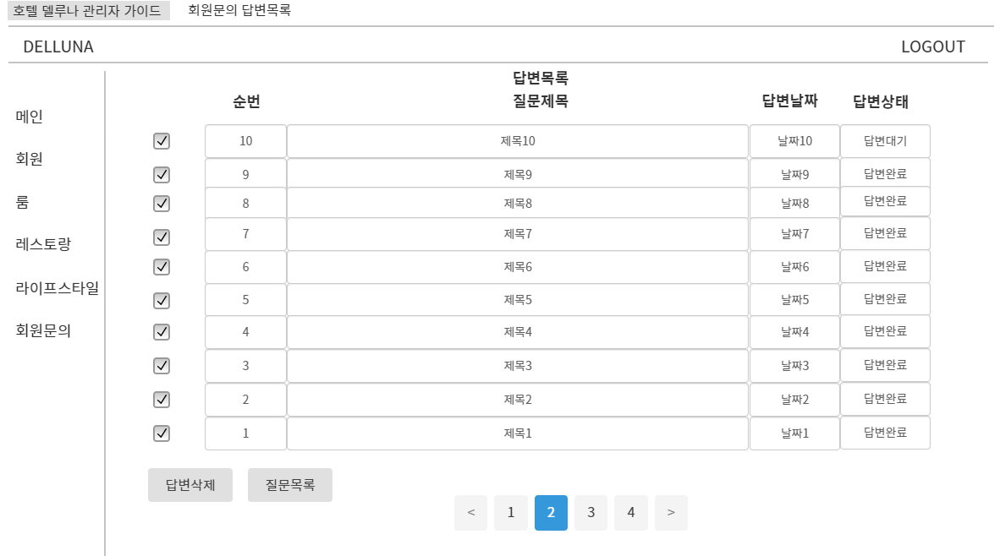 호텔 델루나 관리자 가이드 회원문의 답변목록
DELLUNA LOGOUT
답변목록
순번 질문제목 답변날짜 답변상태
메인
회원
룸
레스토랑
라이프스타일
회원문의
10 제목10 날짜10 답변대기
9 제목9 날짜9 답변완료
8 제목8 날짜8 답변완료
7 제목7 날짜7 답변완료
6 제목6 날짜6 답변완료
5 제목5 날짜5 답변완료
4 제목4 날짜4 답변완료
3 제목3 날짜3 답변완료
2 제목2 날짜2 답변완료
1 제목1 날짜1 답변완료
답변삭제 질문목록
< 1 2 3 4 >